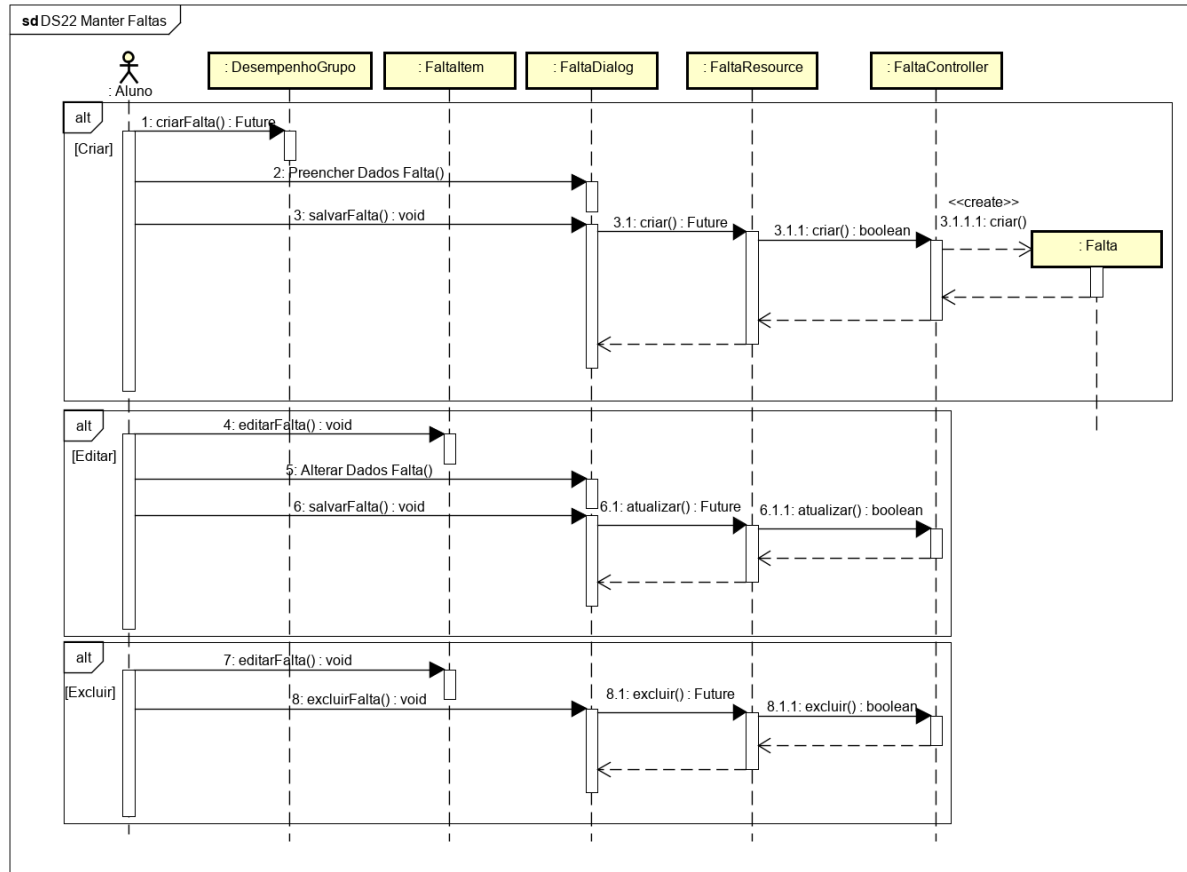 sd DS22 Manter Faltas
: Aluno
: DesempenhoGrupo
: FaltaItem
: FaltaDialog
: FaltaResource
: FaltaController
alt
[Criar]
1: criarFalta() : Future
2: Preencher Dados Falta()
3: salvarFalta() : void
3.1: criar() : Future
3.1.1: criar() : boolean
<<create>>
3.1.1.1: criar()
: Falta
alt
[Editar]
4: editarFalta() : void
5: Alterar Dados Falta()
6: salvarFalta() : void
6.1: atualizar() : Future
6.1.1: atualizar() : boolean
alt
[Excluir]
7: editarFalta() : void
8: excluirFalta() : void
8.1: excluir() : Future
8.1.1: excluir() : boolean